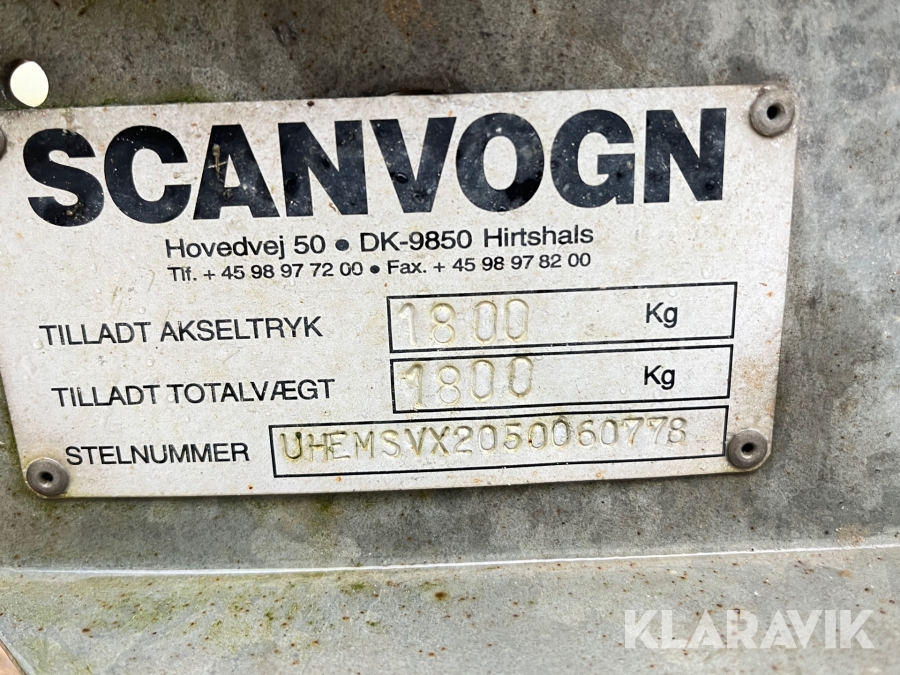 SCANVOGN
Hovedvej 50 • DK-9850 Hirtshals
Tlf. + 45 98 97 72 00 • Fax. + 45 98 97 82 00
TILLADT AKSELTRYK 1800 Kg
TILLADT TOTALVÆGT 1800 Kg
STELNUMMER UHEMSVX2050060778
KLARAVIK